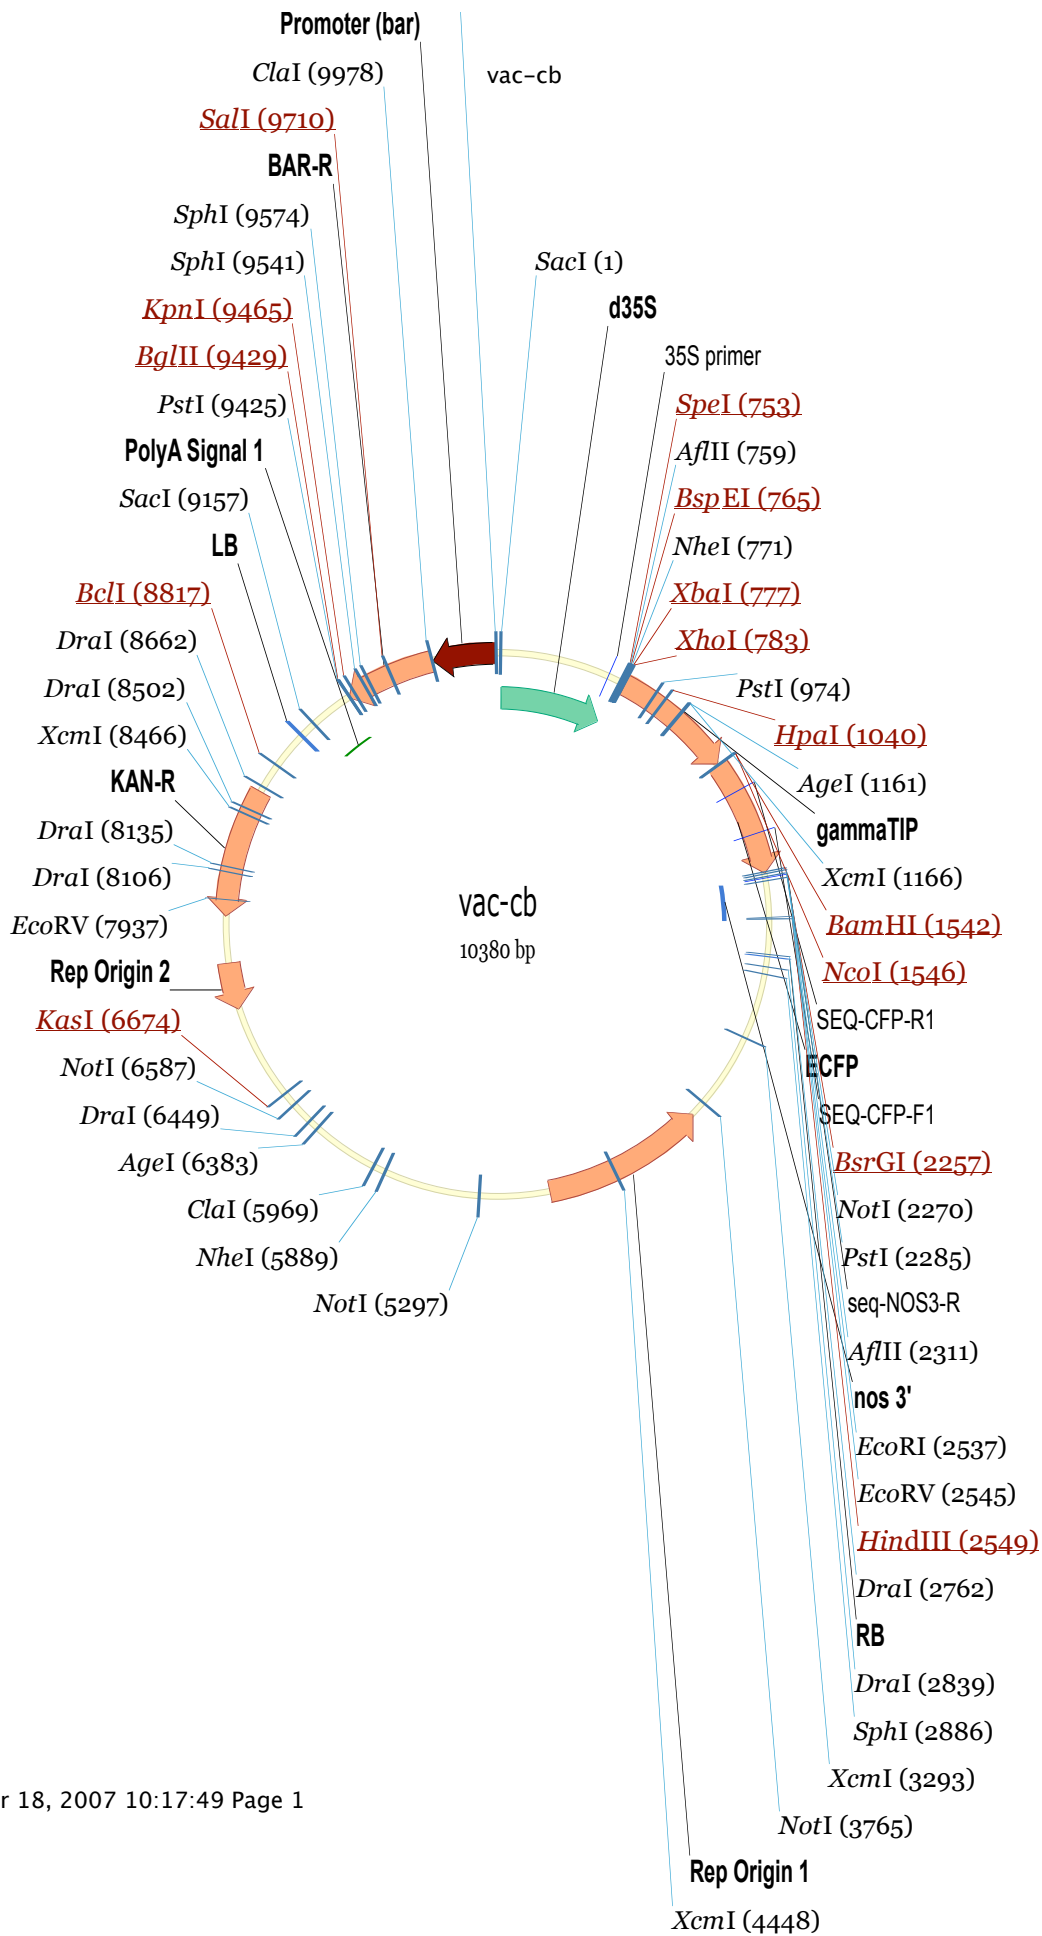 Promoter (bar)
ClaI (9978)
vac-cb
SalI (9710)
BAR-R
SphI (9574)
SphI (9541)
SacI (1)
KpnI (9465)
d35S
BglII (9429)
35S primer
PstI (9425)
SpeI (753)
PolyA Signal 1
AflII (759)
SacI (9157)
BspEI (765)
LB
NheI (771)
BclI (8817)
XbaI (777)
DraI (8662)
XhoI (783)
DraI (8502)
PstI (974)
XcmI (8466)
HpaI (1040)
KAN-R
AgeI (1161)
DraI (8135)
gammaTIP
DraI (8106)
XcmI (1166)
EcoRV (7937)
vac-cb
10380 bp
BamHI (1542)
Rep Origin 2
NcoI (1546)
KasI (6674)
SEQ-CFP-R1
NotI (6587)
ECFP
DraI (6449)
SEQ-CFP-F1
AgeI (6383)
BsrGI (2257)
ClaI (5969)
NotI (2270)
NheI (5889)
PstI (2285)
NotI (5297)
seq-NOS3-R
AflII (2311)
nos 3'
EcoRI (2537)
EcoRV (2545)
HindIII (2549)
DraI (2762)
RB
DraI (2839)
SphI (2886)
XcmI (3293)
r 18, 2007 10:17:49 Page 1
NotI (3765)
Rep Origin 1
XcmI (4448)